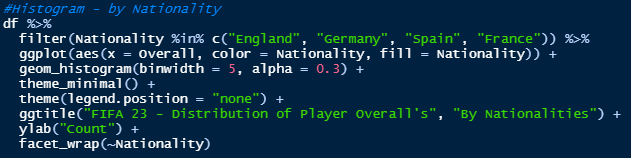 #Histogram - by Nationality
df %>%
  filter(Nationality %in% c("England", "Germany", "Spain", "France")) %>%
  ggplot(aes(x = Overall, color = Nationality, fill = Nationality)) +
  geom_histogram(binwidth = 5, alpha = 0.3) +
  theme_minimal() +
  theme(legend.position = "none") +
  ggtitle("FIFA 23 - Distribution of Player Overall's", "By Nationalities") +
  ylab("Count") +
  facet_wrap(~Nationality)